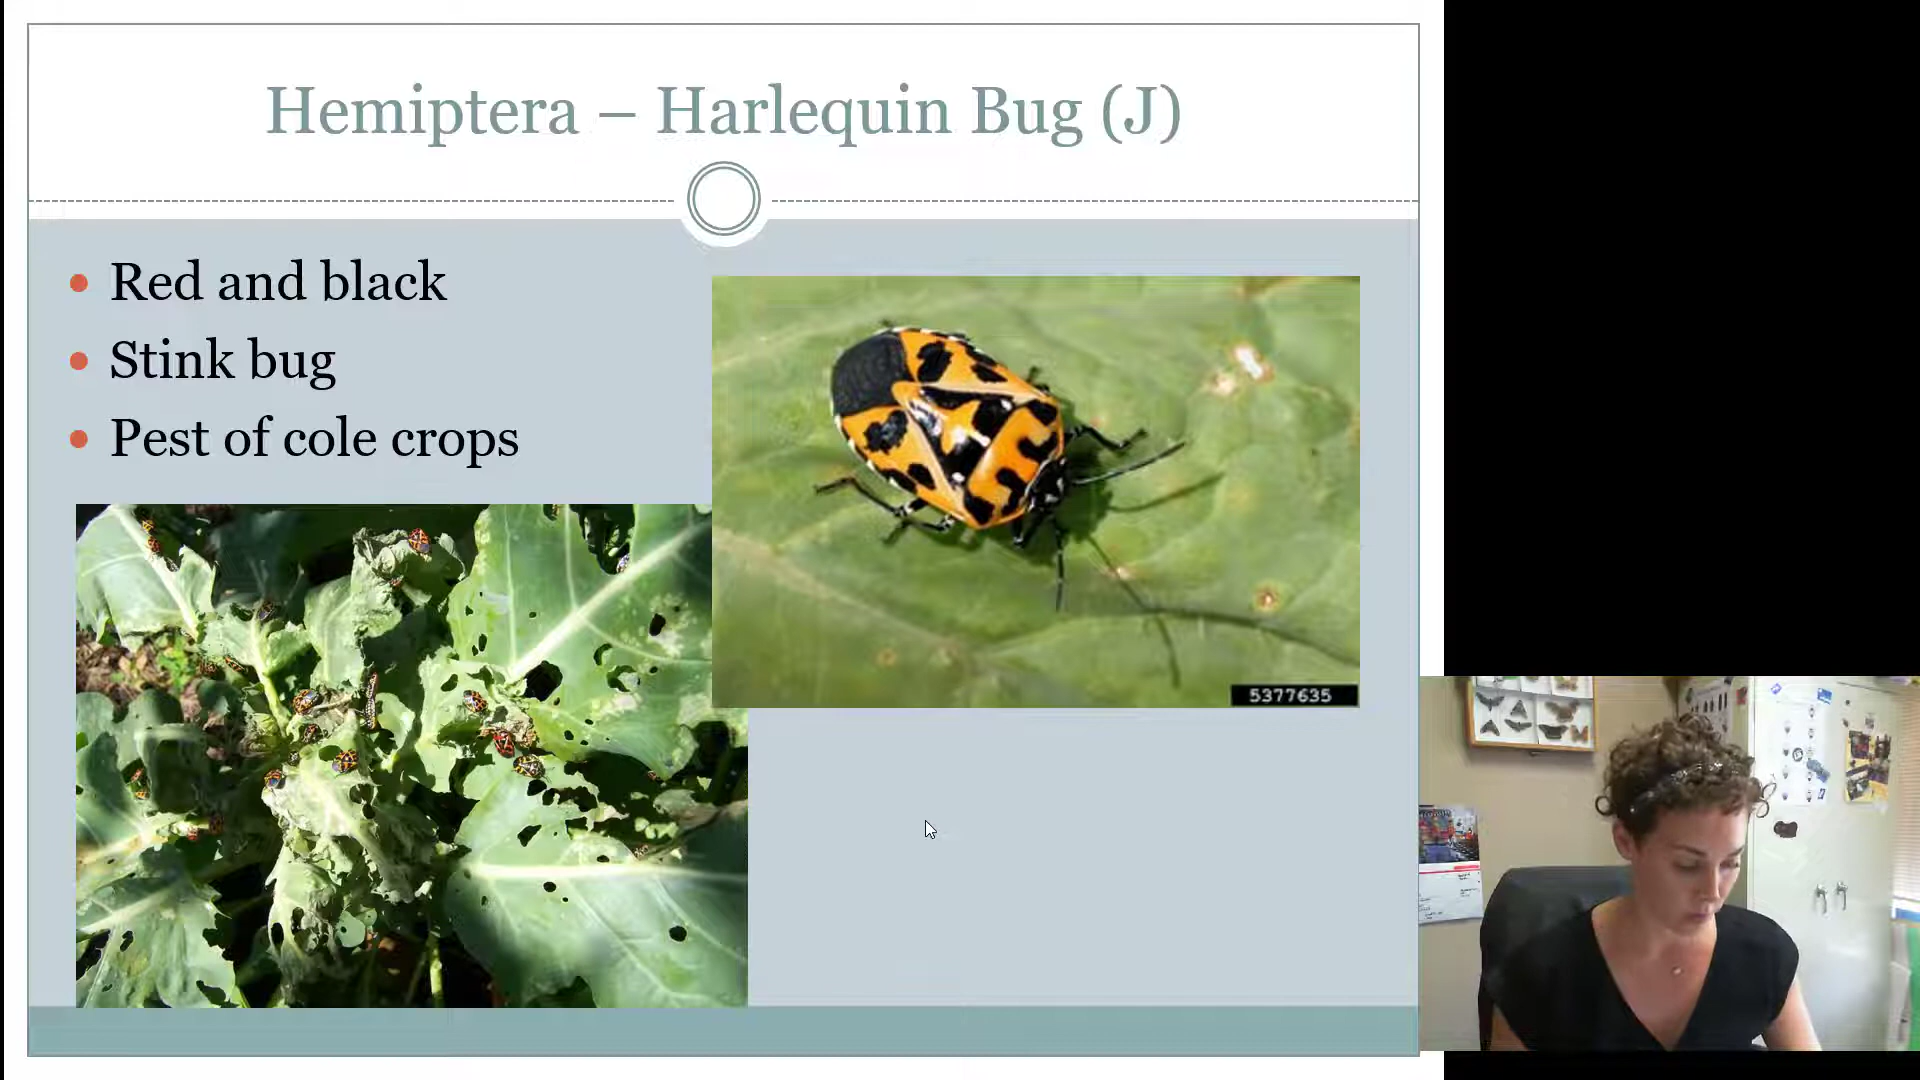 Hemiptera – Harlequin Bug (J)
Red and black
Stink bug
Pest of cole crops
5377635